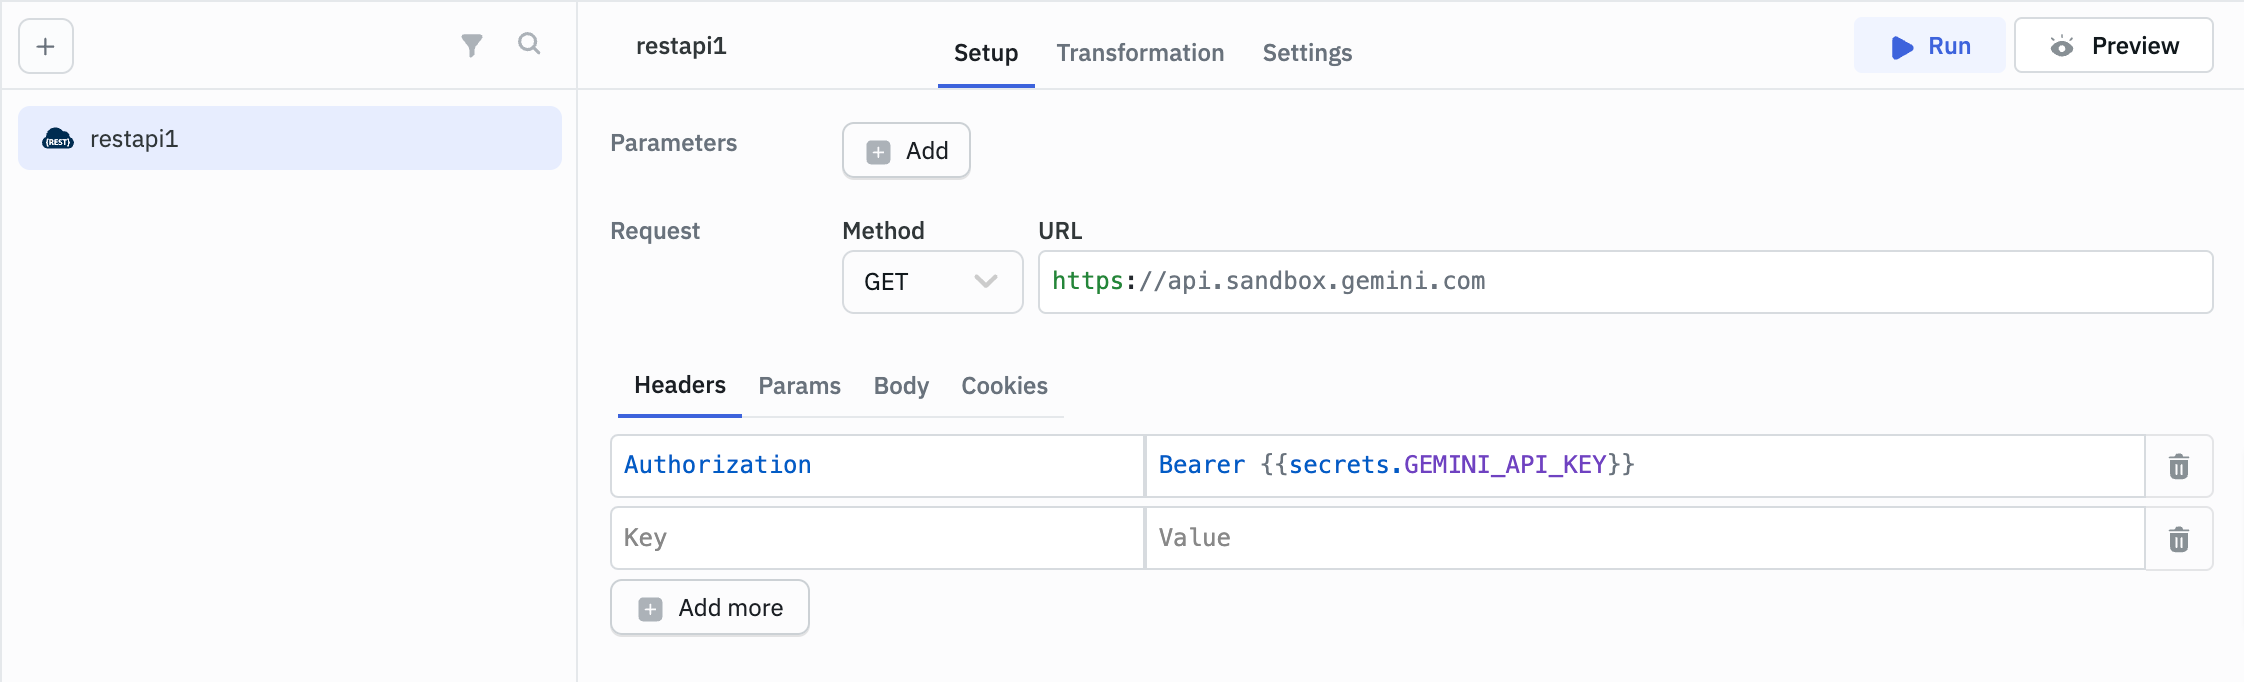 restapi1
Setup Transformation Settings
Run
Preview
{REST}
restapi1
Parameters
Add
Request
Method
URL
GET
https://api.sandbox.gemini.com
Headers Params Body Cookies
Authorization
Bearer {{secrets.GEMINI_API_KEY}}
Key
Value
Add more